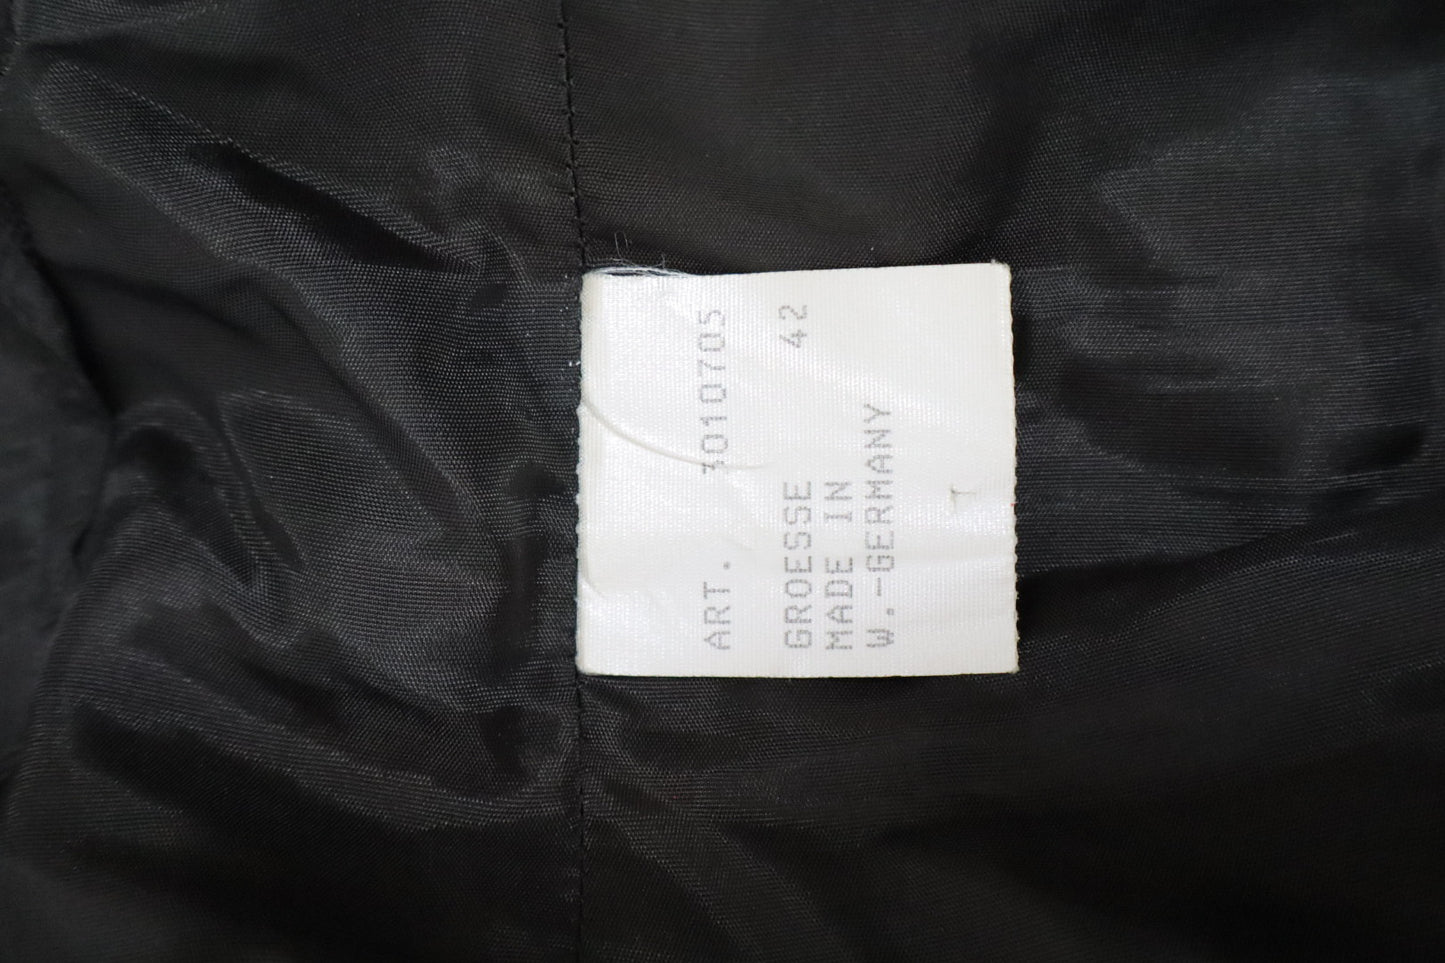 ART. 3010705
GROESSE 42
MADE IN
W.-GERMANY